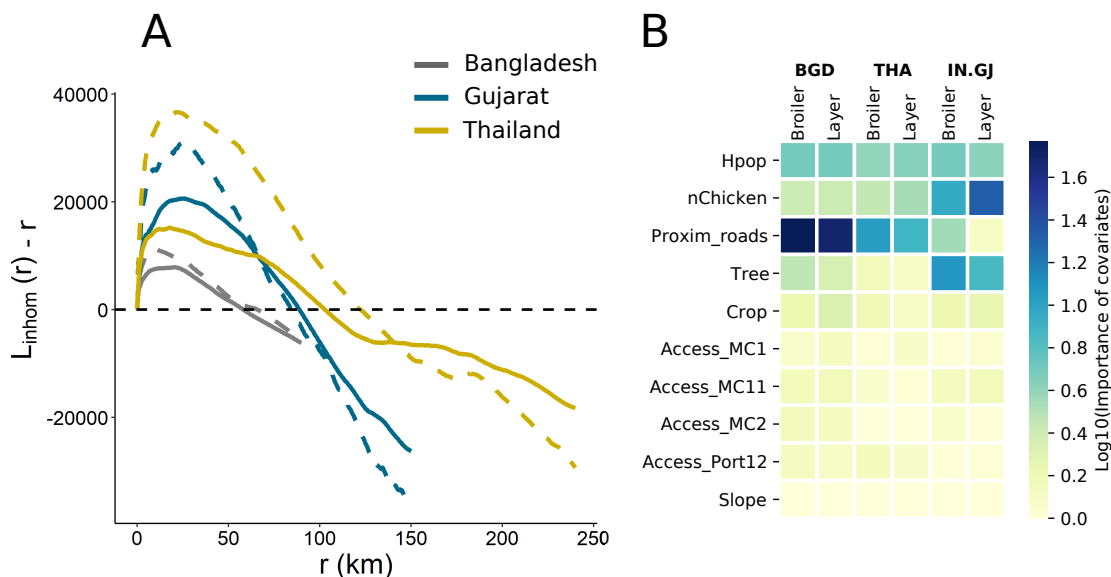 A
Bangladesh
Gujarat
Thailand
40000
20000
0
-20000
L inhom (r) - r
0
50
100
150
200
250
r (km)
B
BGD THA IN.GJ
Broiler Layer Broiler Layer Broiler Layer
Hpop
nChicken
Proxim_roads
Tree
Crop
Access_MC1
Access_MC11
Access_MC2
Access_Port12
Slope
1.6
1.4
1.2
1.0
0.8
0.6
0.4
0.2
0.0
Log10(Importance of covariates)